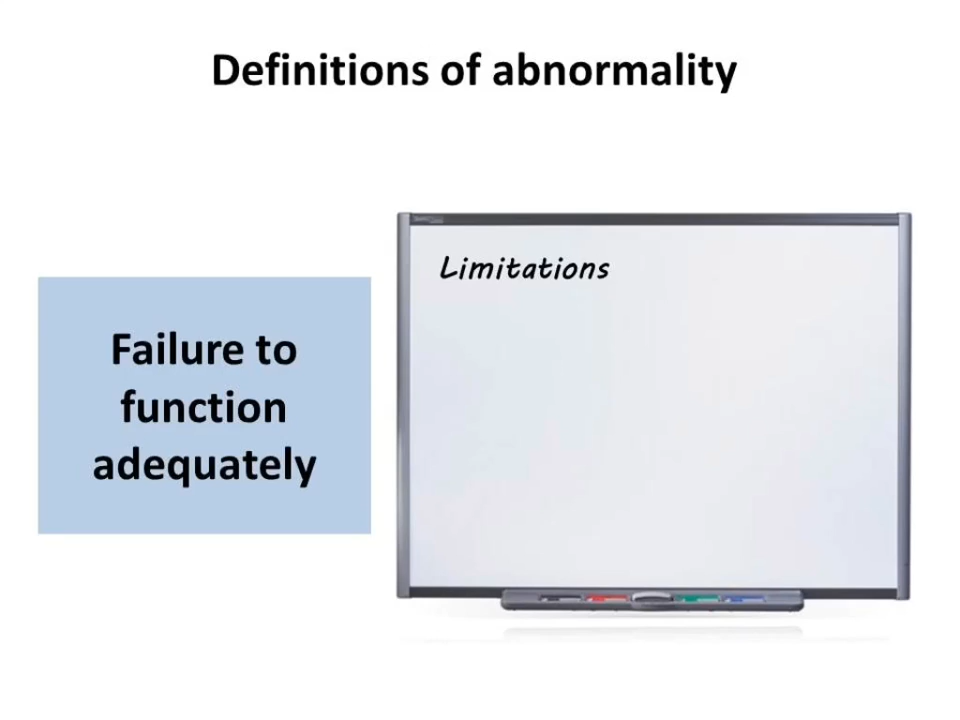 Definitions of abnormality
Limitations
Failure to
function
adequately